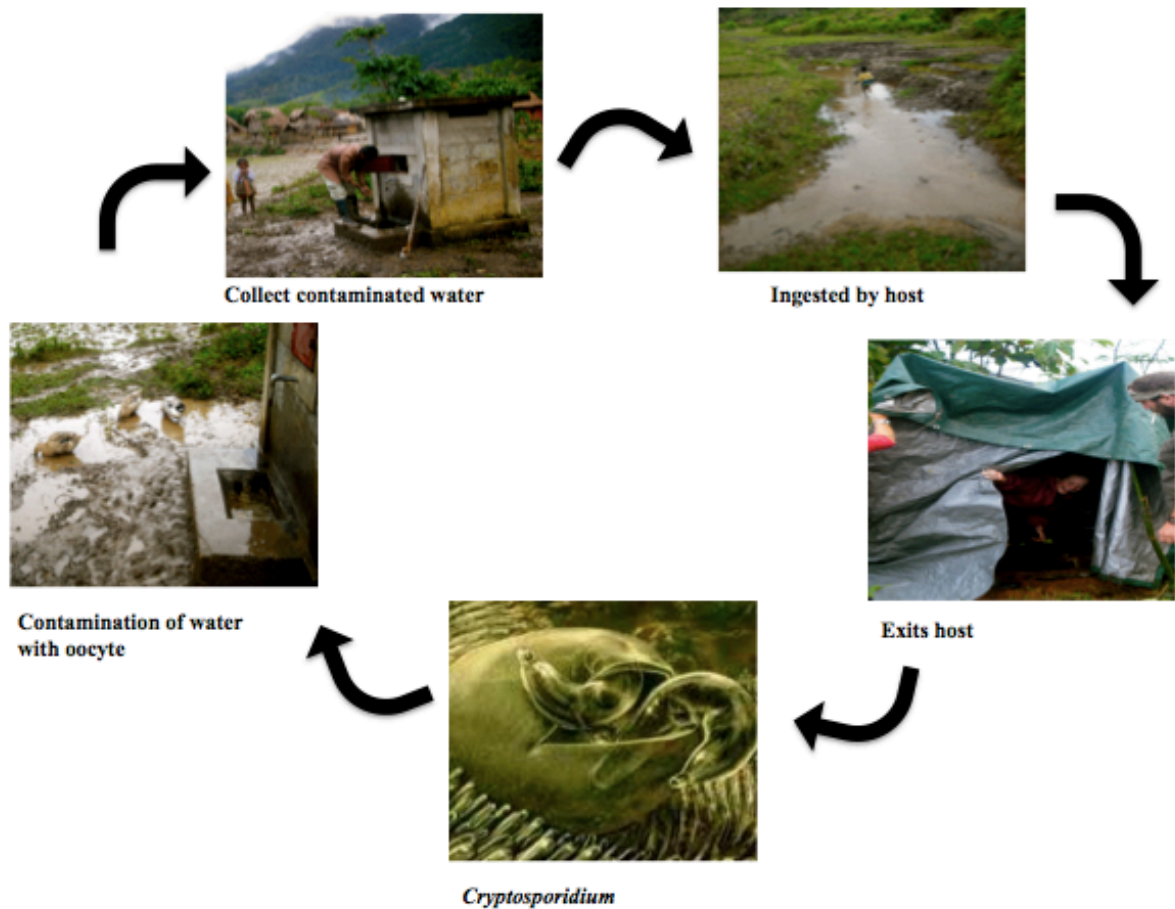 Collect contaminated water
Ingested by host
Exits host
Cryptosporidium
Contamination of water
with oocyte